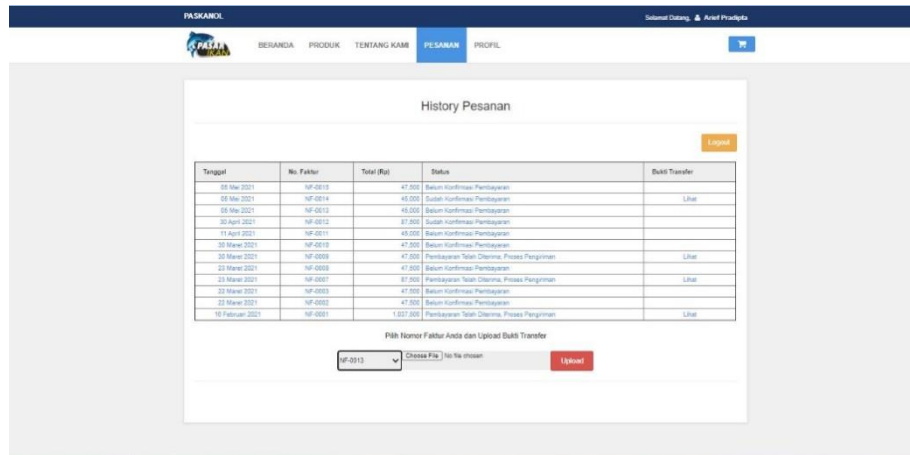 PASKANOL
Selamat Datang, Arief Pradipta
PASAR IKAN
BERANDA PRODUK TENTANG KAMI PESANAN PROFIL
History Pesanan
Logout
Tanggal No. Faktur Total (Rp) Status Bukti Transfer
05 Mei 2021 NF-0015 47,500 Belum Konfirmasi Pembayaran
05 Mei 2021 NF-0014 45,000 Sudah Konfirmasi Pembayaran Lihat
05 Mei 2021 NF-0013 45,000 Belum Konfirmasi Pembayaran
30 April 2021 NF-0012 87,500 Sudah Konfirmasi Pembayaran
11 April 2021 NF-0011 45,000 Belum Konfirmasi Pembayaran
30 Maret 2021 NF-0010 47,500 Belum Konfirmasi Pembayaran
30 Maret 2021 NF-0009 47,500 Pembayaran Telah Diterima, Proses Pengiriman Lihat
23 Maret 2021 NF-0008 47,500 Belum Konfirmasi Pembayaran
23 Maret 2021 NF-0007 87,500 Pembayaran Telah Diterima, Proses Pengiriman Lihat
22 Maret 2021 NF-0003 47,500 Belum Konfirmasi Pembayaran
22 Maret 2021 NF-0002 47,500 Belum Konfirmasi Pembayaran
10 Februari 2021 NF-0001 1,037,000 Pembayaran Telah Diterima, Proses Pengiriman Lihat
Pilih Nomor Faktur Anda dan Upload Bukti Transfer
NF-0013 Choose File No file chosen Upload